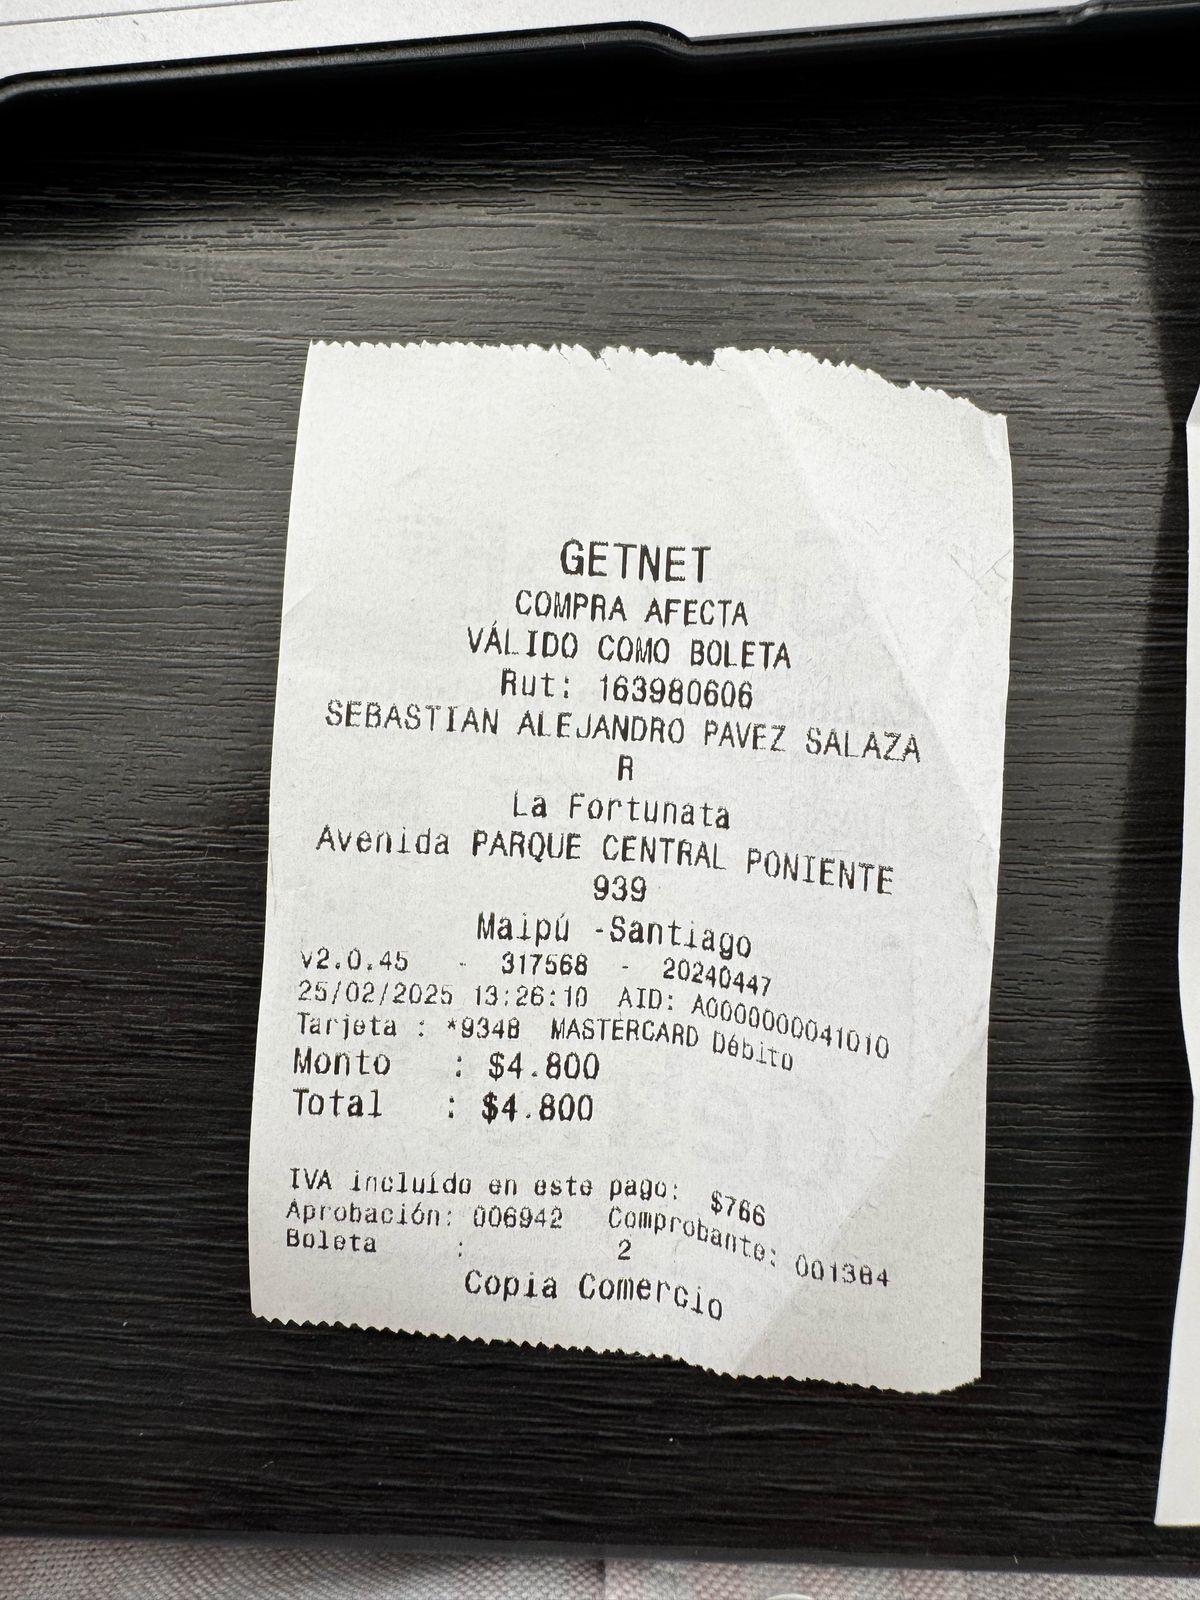 GETNET
COMPRA AFECTA
VÁLIDO COMO BOLETA
Rut: 163980606
SEBASTIAN ALEJANDRO PAVEZ SALAZA
R
La Fortunata
Avenida PARQUE CENTRAL PONIENTE
939
Maipú -Santiago
v2.0.45 - 317568 - 20240447
25/02/2025 13:26:10 AID: A0000000041010
Tarjeta : *9348 MASTERCARD Débito
Monto : $4.800
Total : $4.800
IVA incluído en este pago: $766
Aprobación: 006942 Comprobante: 001384
Boleta : 2
Copia Comercio